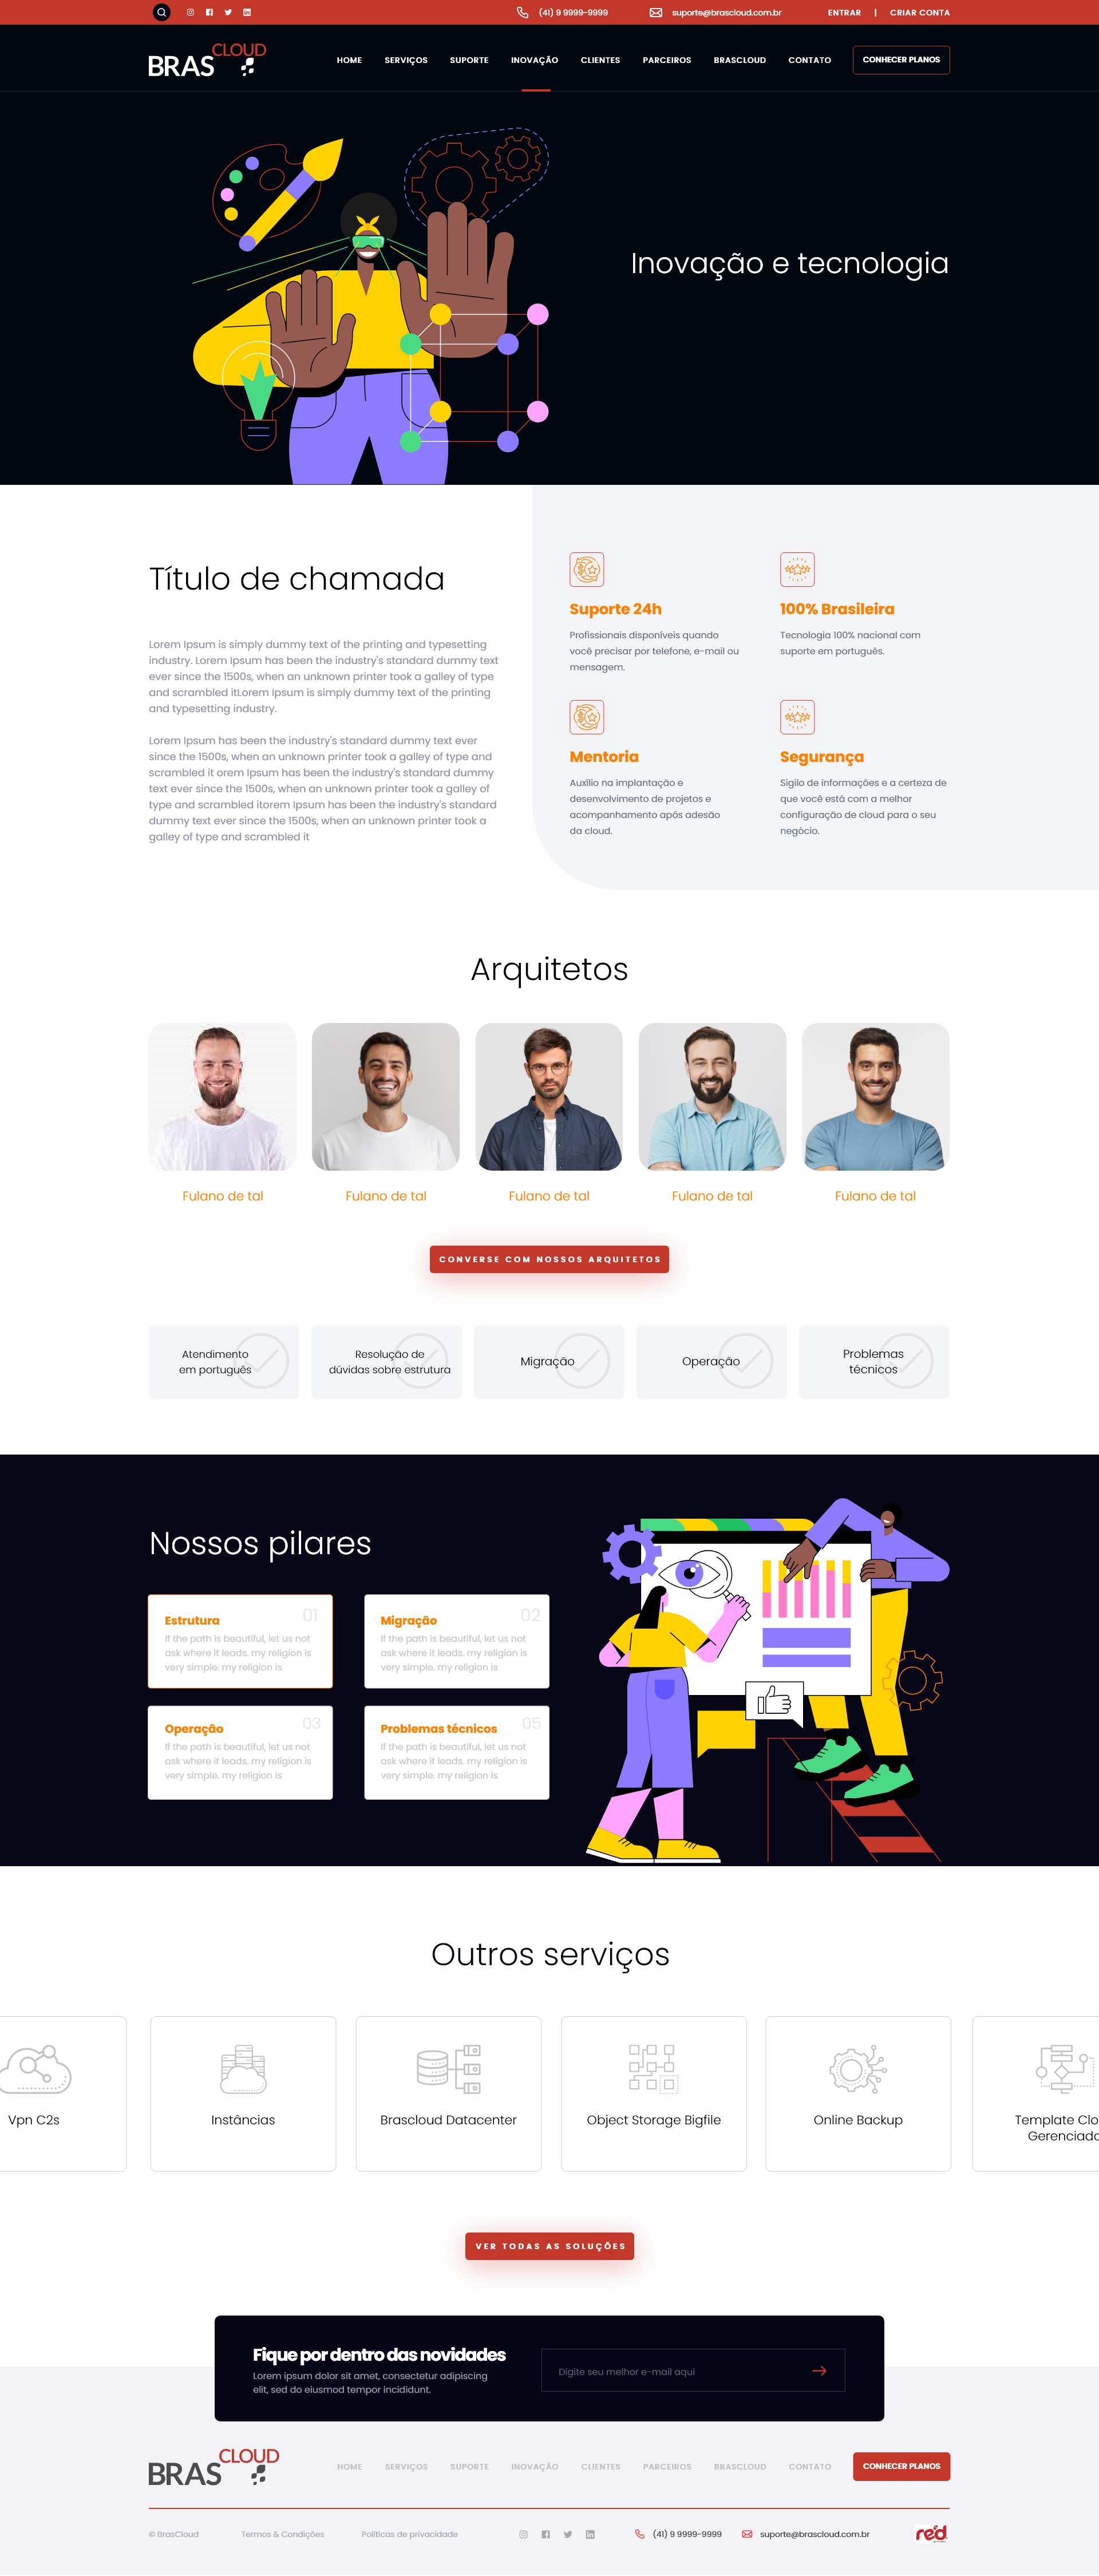 (41) 9 9999-9999
suporte@brascloud.com.br
ENTRAR | CRIAR CONTA
BRASCLOUD
HOME SERVIÇOS SUPORTE INOVAÇÃO CLIENTES PARCEIROS BRASCLOUD CONTATO CONHECER PLANOS
Inovação e tecnologia
Título de chamada
Lorem Ipsum is simply dummy text of the printing and typesetting
industry. Lorem Ipsum has been the industry's standard dummy text
ever since the 1500s, when an unknown printer took a galley of type
and scrambled itLorem Ipsum is simply dummy text of the printing
and typesetting industry.
Lorem Ipsum has been the industry's standard dummy text ever
since the 1500s, when an unknown printer took a galley of type and
scrambled it orem Ipsum has been the industry's standard dummy
text ever since the 1500s, when an unknown printer took a galley of
type and scrambled itorem Ipsum has been the industry's standard
dummy text ever since the 1500s, when an unknown printer took a
galley of type and scrambled it
Suporte 24h
Profissionais disponíveis quando
você precisar por telefone, e-mail ou
mensagem.
100% Brasileira
Tecnologia 100% nacional com
suporte em português.
Mentoria
Auxílio na implantação e
desenvolvimento de projetos e
acompanhamento após adesão
da cloud.
Segurança
Sigilo de informações e a certeza de
que você está com a melhor
configuração de cloud para o seu
negócio.
Arquitetos
Fulano de tal
Fulano de tal
Fulano de tal
Fulano de tal
Fulano de tal
CONVERSE COM NOSSOS ARQUITETOS
Atendimento
em português
Resolução de
dúvidas sobre estrutura
Migração
Operação
Problemas
técnicos
Nossos pilares
01
Estrutura
If the path is beautiful, let us not
ask where it leads. my religion is
very simple. my religion is
02
Migração
If the path is beautiful, let us not
ask where it leads. my religion is
very simple. my religion is
03
Operação
If the path is beautiful, let us not
ask where it leads. my religion is
very simple. my religion is
05
Problemas técnicos
If the path is beautiful, let us not
ask where it leads. my religion is
very simple. my religion is
Outros serviços
Vpn C2s
Instâncias
Brascloud Datacenter
Object Storage Bigfile
Online Backup
Template Clo
Gerenciado
VER TODAS AS SOLUÇÕES
Fique por dentro das novidades
Lorem ipsum dolor sit amet, consectetur adipiscing
elit, sed do eiusmod tempor incididunt.
Digite seu melhor e-mail aqui
BRASCLOUD
HOME SERVIÇOS SUPORTE INOVAÇÃO CLIENTES PARCEIROS BRASCLOUD CONTATO CONHECER PLANOS
© BrasCloud
Termos & Condições
Políticas de privacidade
(41) 9 9999-9999
suporte@brascloud.com.br
red